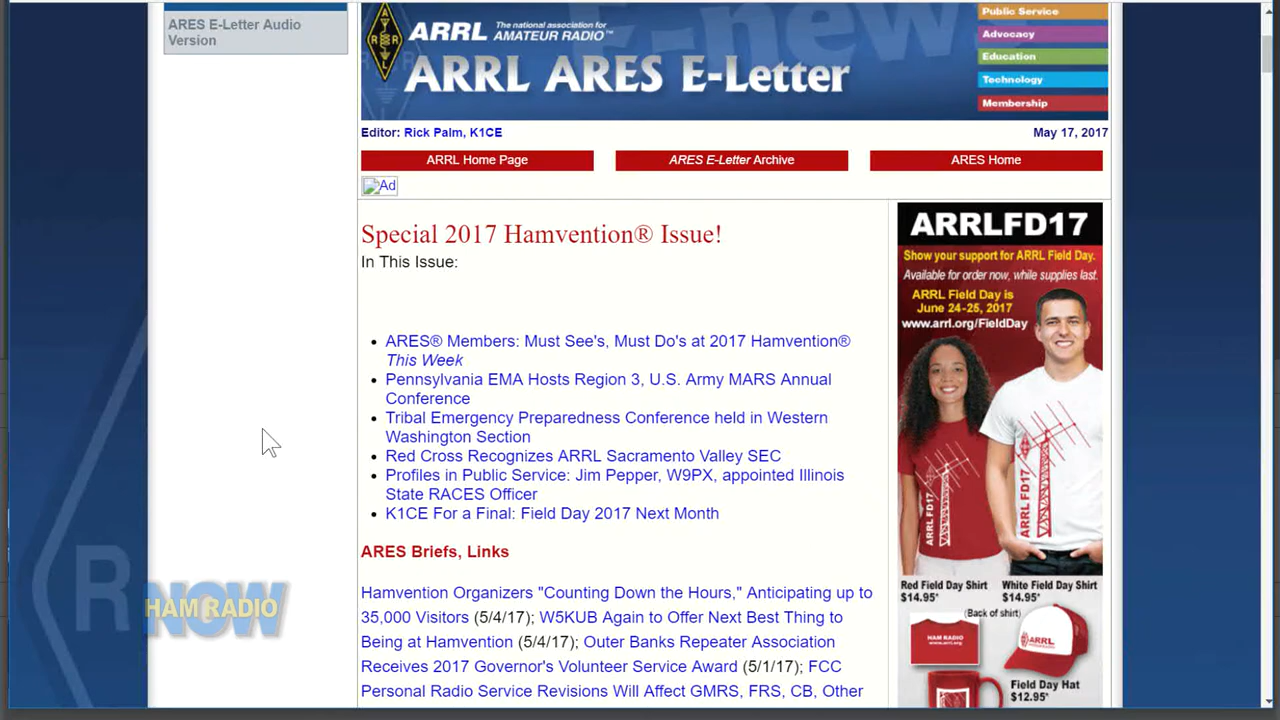 ARES E-Letter Audio
Version
ARRL The national association for
AMATEUR RADIO™
ARRL ARES E-Letter
Public Service
Advocacy
Education
Technology
Membership
Editor: Rick Palm, K1CE
May 17, 2017
ARRL Home Page
ARES E-Letter Archive
ARES Home
Ad
Special 2017 Hamvention® Issue!
In This Issue:
• ARES® Members: Must See's, Must Do's at 2017 Hamvention®
This Week
• Pennsylvania EMA Hosts Region 3, U.S. Army MARS Annual
Conference
• Tribal Emergency Preparedness Conference held in Western
Washington Section
• Red Cross Recognizes ARRL Sacramento Valley SEC
• Profiles in Public Service: Jim Pepper, W9PX, appointed Illinois
State RACES Officer
• K1CE For a Final: Field Day 2017 Next Month
ARES Briefs, Links
Hamvention Organizers "Counting Down the Hours," Anticipating up to
35,000 Visitors (5/4/17); W5KUB Again to Offer Next Best Thing to
Being at Hamvention (5/4/17); Outer Banks Repeater Association
Receives 2017 Governor's Volunteer Service Award (5/1/17); FCC
Personal Radio Service Revisions Will Affect GMRS, FRS, CB, Other
ARRLFD17
Show your support for ARRL Field Day.
Available for order now, while supplies last.
ARRL Field Day is
June 24-25, 2017
www.arrl.org/FieldDay
ARRL FD17
ARRL FD17
Red Field Day Shirt
$14.95*
White Field Day Shirt
$14.95*
(Back of shirt)
HAM RADIO
www.arrl.org
ARRL
Field Day Hat
$12.95*
R
HAM RADIO
NOW